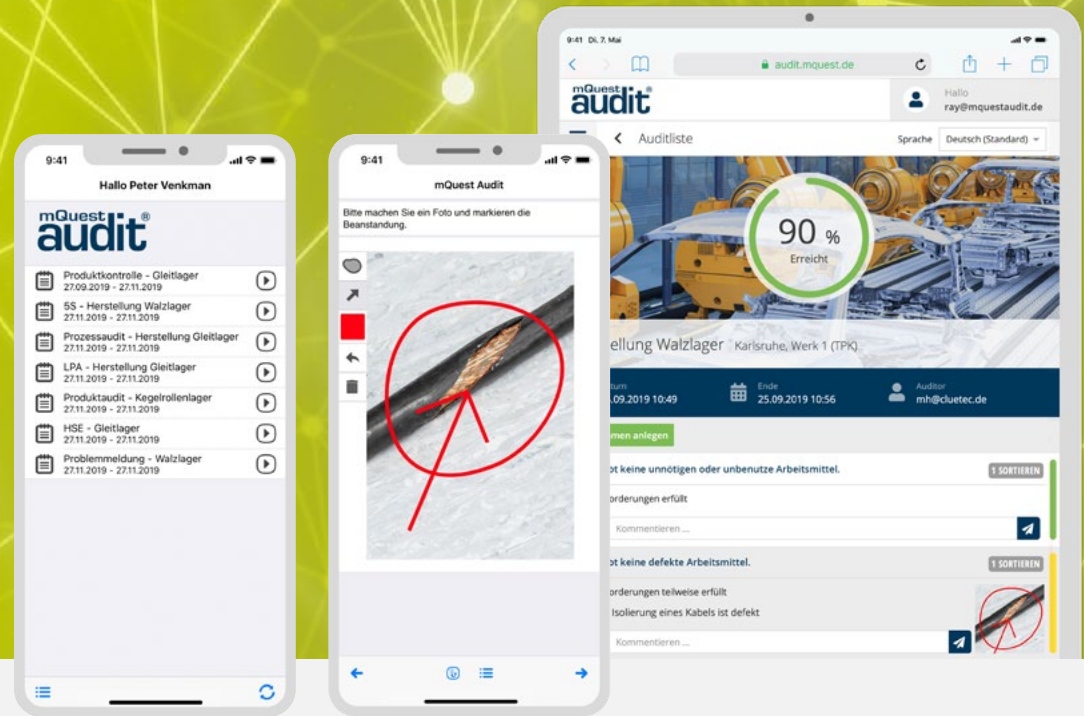 9:41
Hallo Peter Venkman
mQuest®
audit
Produktkontrolle - Gleitlager
27.09.2019 - 27.11.2019
5S - Herstellung Walzlager
27.11.2019 - 27.11.2019
Prozessaudit - Herstellung Gleitlager
27.11.2019 - 27.11.2019
LPA - Herstellung Gleitlager
27.11.2019 - 27.11.2019
Produktaudit - Kegelrollenlager
27.11.2019 - 27.11.2019
HSE - Gleitlager
27.11.2019 - 27.11.2019
Problemmeldung - Walzlager
27.11.2019 - 27.11.2019
9:41
mQuest Audit
Bitte machen Sie ein Foto und markieren die
Beanstandung.
9:41 Di. 7. Mai
audit.mquest.de
mQuest®
audit
Hallo
ray@mquestaudit.de
Auditliste
Sprache Deutsch (Standard)
90 %
Erreicht
ellung Walzlager Karlsruhe, Werk 1 (TPK)
turn Ende Auditor
.09.2019 10:49 25.09.2019 10:56 mh@cluetec.de
men anlegen
ot keine unnötigen oder unbenutze Arbeitsmittel. 1 SORTIEREN
orderungen erfüllt
Kommentieren ...
ot keine defekte Arbeitsmittel. 1 SORTIEREN
orderungen teilweise erfüllt
Isolierung eines Kabels ist defekt
Kommentieren ...